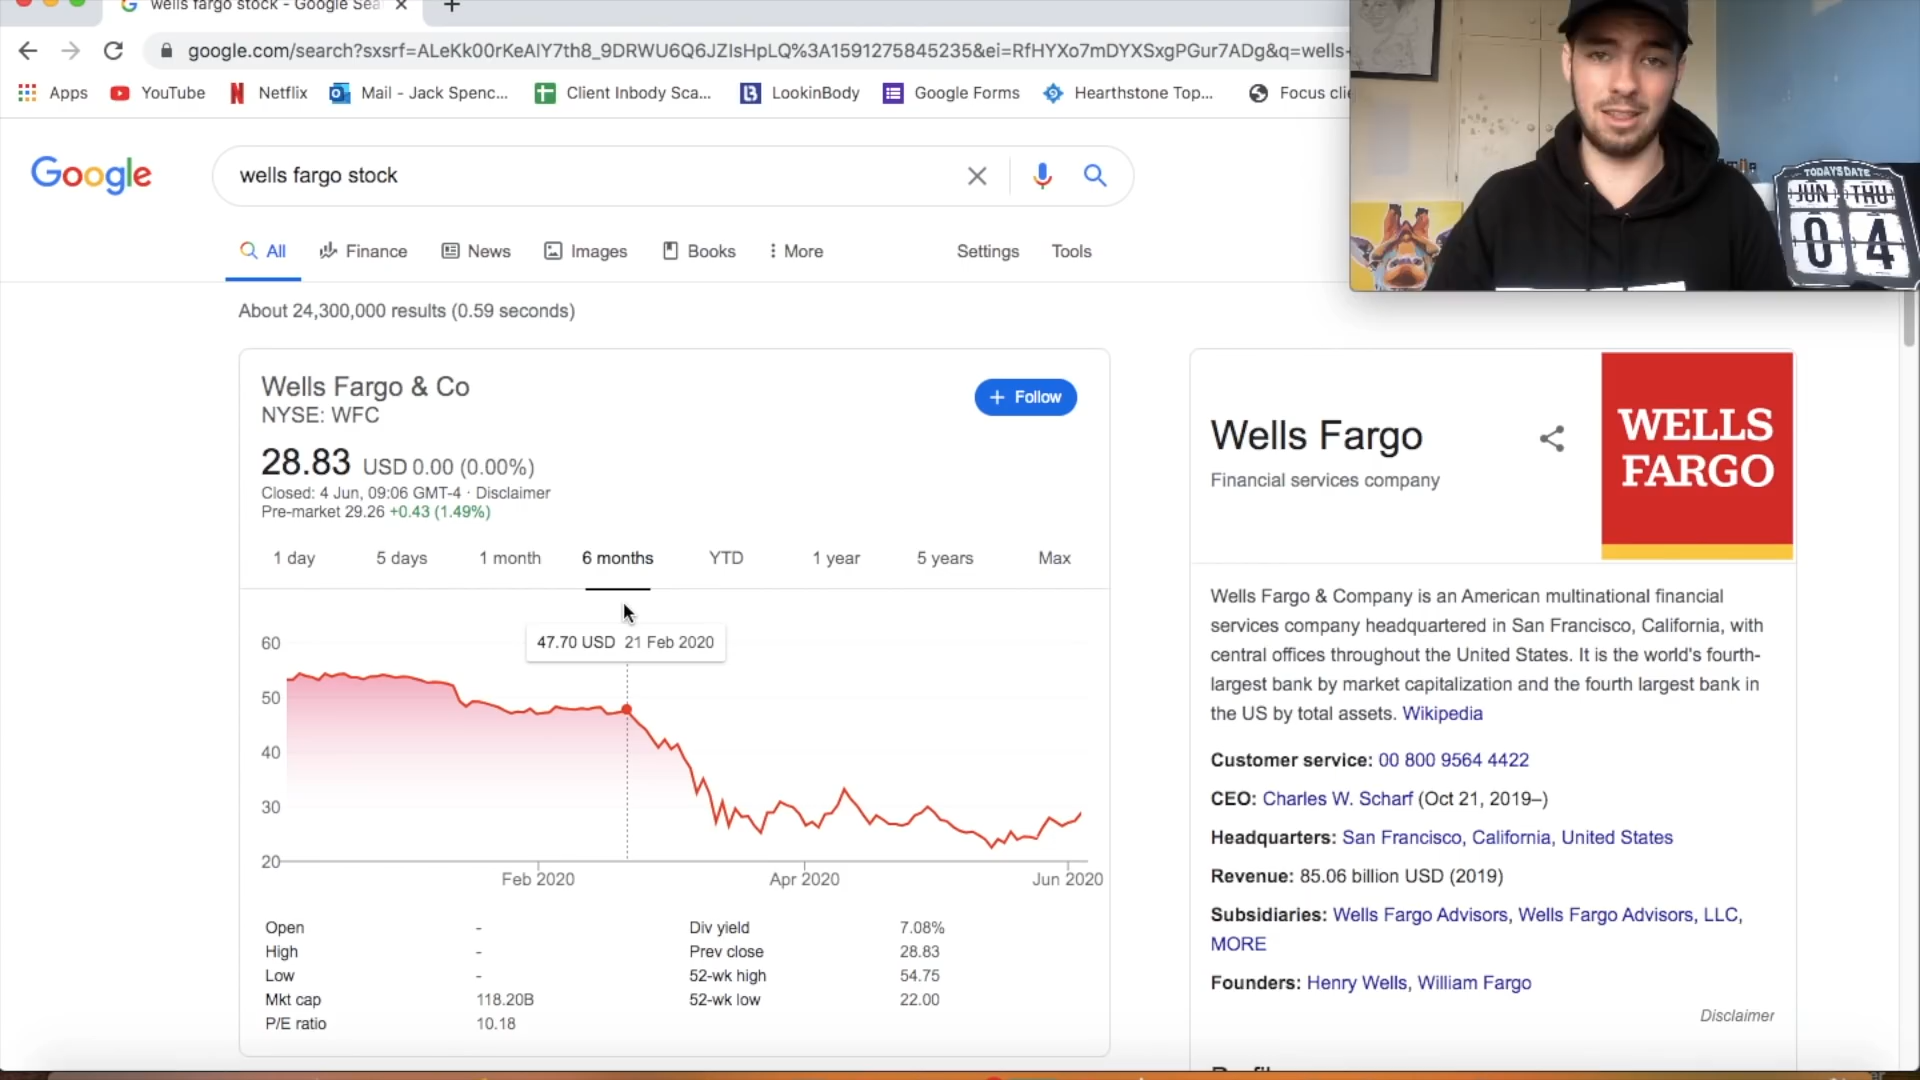 wells fargo stock - Google Sea
google.com/search?sxsrf=ALeKk00rKeAlY7th8_9DRWU6Q6JZIsHpLQ%3A1591275845235&ei=RfHYXo7mDYXSxgPGur7ADg&q=wells-
Apps YouTube Netflix Mail - Jack Spenc... Client Inbody Sca... LookinBody Google Forms Hearthstone Top... Focus clie
TODAYS DATE
JUN THU
04
Google
wells fargo stock
All Finance News Images Books More Settings Tools
About 24,300,000 results (0.59 seconds)
Wells Fargo & Co
NYSE: WFC
+ Follow
28.83 USD 0.00 (0.00%)
Closed: 4 Jun, 09:06 GMT-4 · Disclaimer
Pre-market 29.26 +0.43 (1.49%)
1 day 5 days 1 month 6 months YTD 1 year 5 years Max
47.70 USD 21 Feb 2020
60
50
40
30
20
Feb 2020 Apr 2020 Jun 2020
Open - Div yield 7.08%
High - Prev close 28.83
Low - 52-wk high 54.75
Mkt cap 118.20B 52-wk low 22.00
P/E ratio 10.18
Wells Fargo
Financial services company
WELLS
FARGO
Wells Fargo & Company is an American multinational financial
services company headquartered in San Francisco, California, with
central offices throughout the United States. It is the world's fourth-
largest bank by market capitalization and the fourth largest bank in
the US by total assets. Wikipedia
Customer service: 00 800 9564 4422
CEO: Charles W. Scharf (Oct 21, 2019–)
Headquarters: San Francisco, California, United States
Revenue: 85.06 billion USD (2019)
Subsidiaries: Wells Fargo Advisors, Wells Fargo Advisors, LLC,
MORE
Founders: Henry Wells, William Fargo
Disclaimer